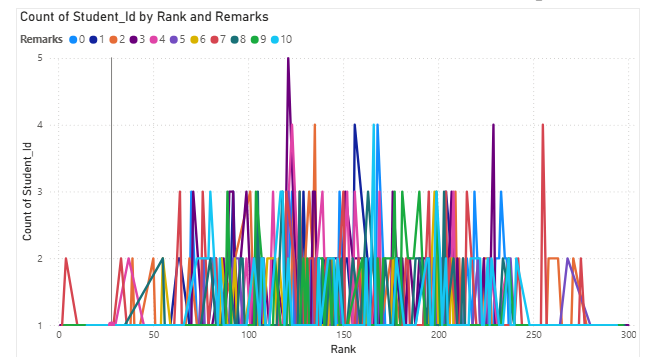 Count of Student_Id by Rank and Remarks
Remarks 0 1 2 3 4 5 6 7 8 9 10
5
4
3
2
1
Count of Student_Id
0 50 100 150 200 250 300
Rank